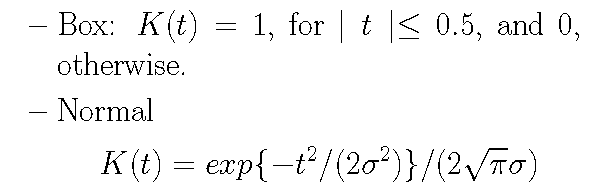 – Box: K(t) = 1, for | t |≤ 0.5, and 0,
otherwise.
– Normal
K(t) = exp{−t²/(2σ²)}/(2√πσ)